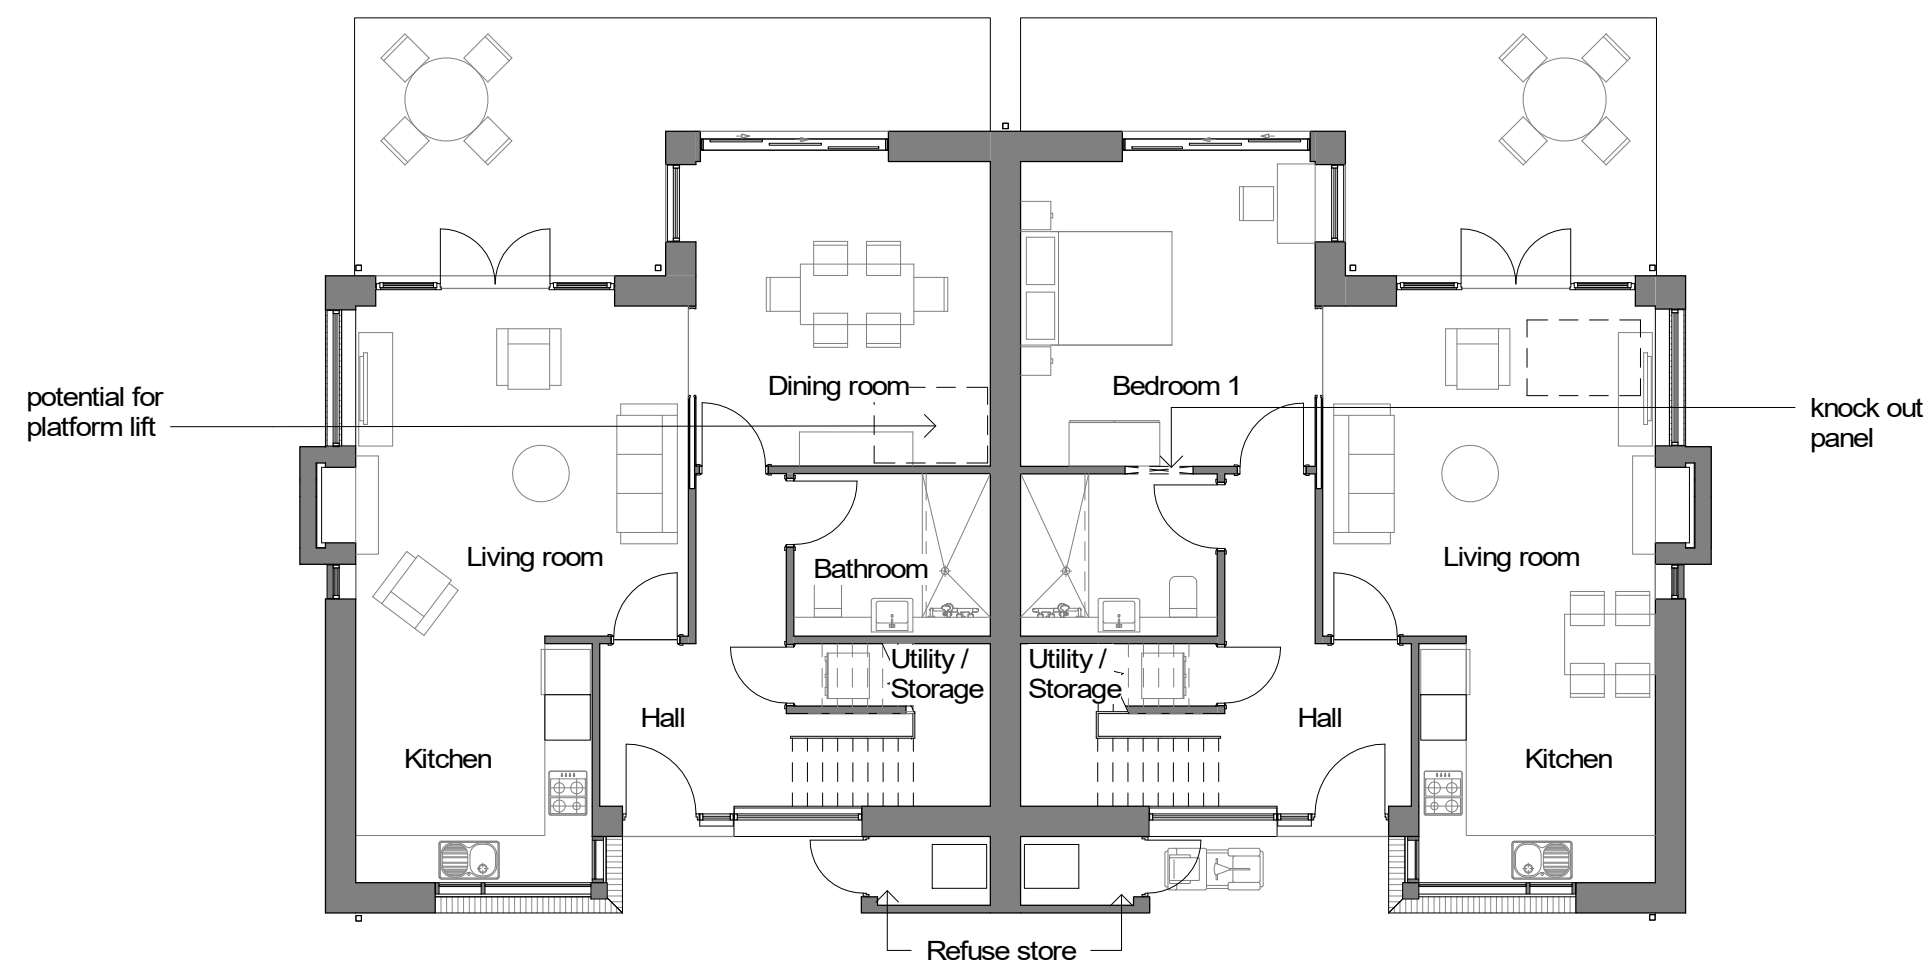 Dining room
Bedroom 1
potential for
platform lift
knock out
panel
Living room
Bathroom
Living room
Utility /
Storage
Utility /
Storage
Hall
Hall
Kitchen
Kitchen
Refuse store